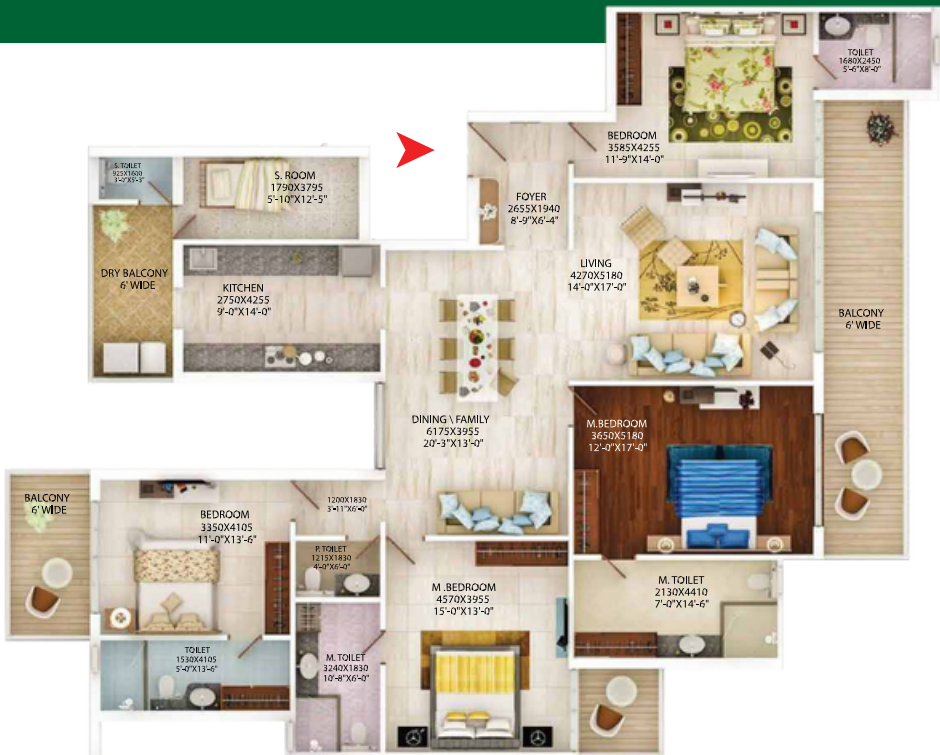 TOILET
1680X2450
5'-6"X8'-0"
BEDROOM
3585X4255
11'-9"X14'-0"
S. TOILET
925X1600
3'-0"X5'-3"
S. ROOM
1790X3795
5'-10"X12'-5"
FOYER
2655X1940
8'-9"X6'-4"
LIVING
4270X5180
14'-0"X17'-0"
DRY BALCONY
6' WIDE
KITCHEN
2750X4255
9'-0"X14'-0"
BALCONY
6' WIDE
DINING \ FAMILY
6175X3955
20'-3"X13'-0"
M.BEDROOM
3650X5180
12'-0"X17'-0"
BALCONY
6' WIDE
BEDROOM
3350X4105
11'-0"X13'-6"
1200X1830
3'-11"X6'-0"
P. TOILET
1215X1830
4'-0"X6'-0"
M .BEDROOM
4570X3955
15'-0"X13'-0"
M. TOILET
2130X4410
7'-0"X14'-6"
TOILET
1530X4105
5'-0"X13'-6"
M. TOILET
3240X1830
10'-8"X6'-0"